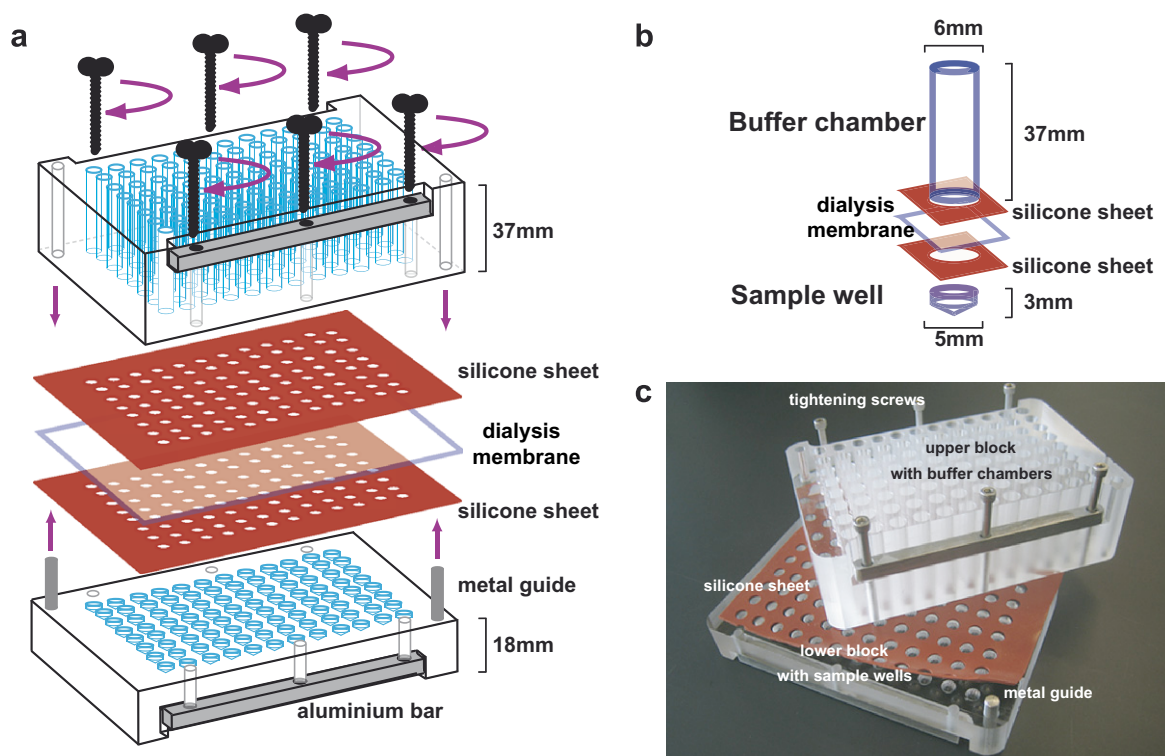 a
37mm
silicone sheet
dialysis
membrane
silicone sheet
metal guide
18mm
aluminium bar
b
6mm
Buffer chamber
37mm
dialysis
membrane
silicone sheet
silicone sheet
Sample well
3mm
5mm
c
tightening screws
upper block
with buffer chambers
silicone sheet
lower block
with sample wells
metal guide